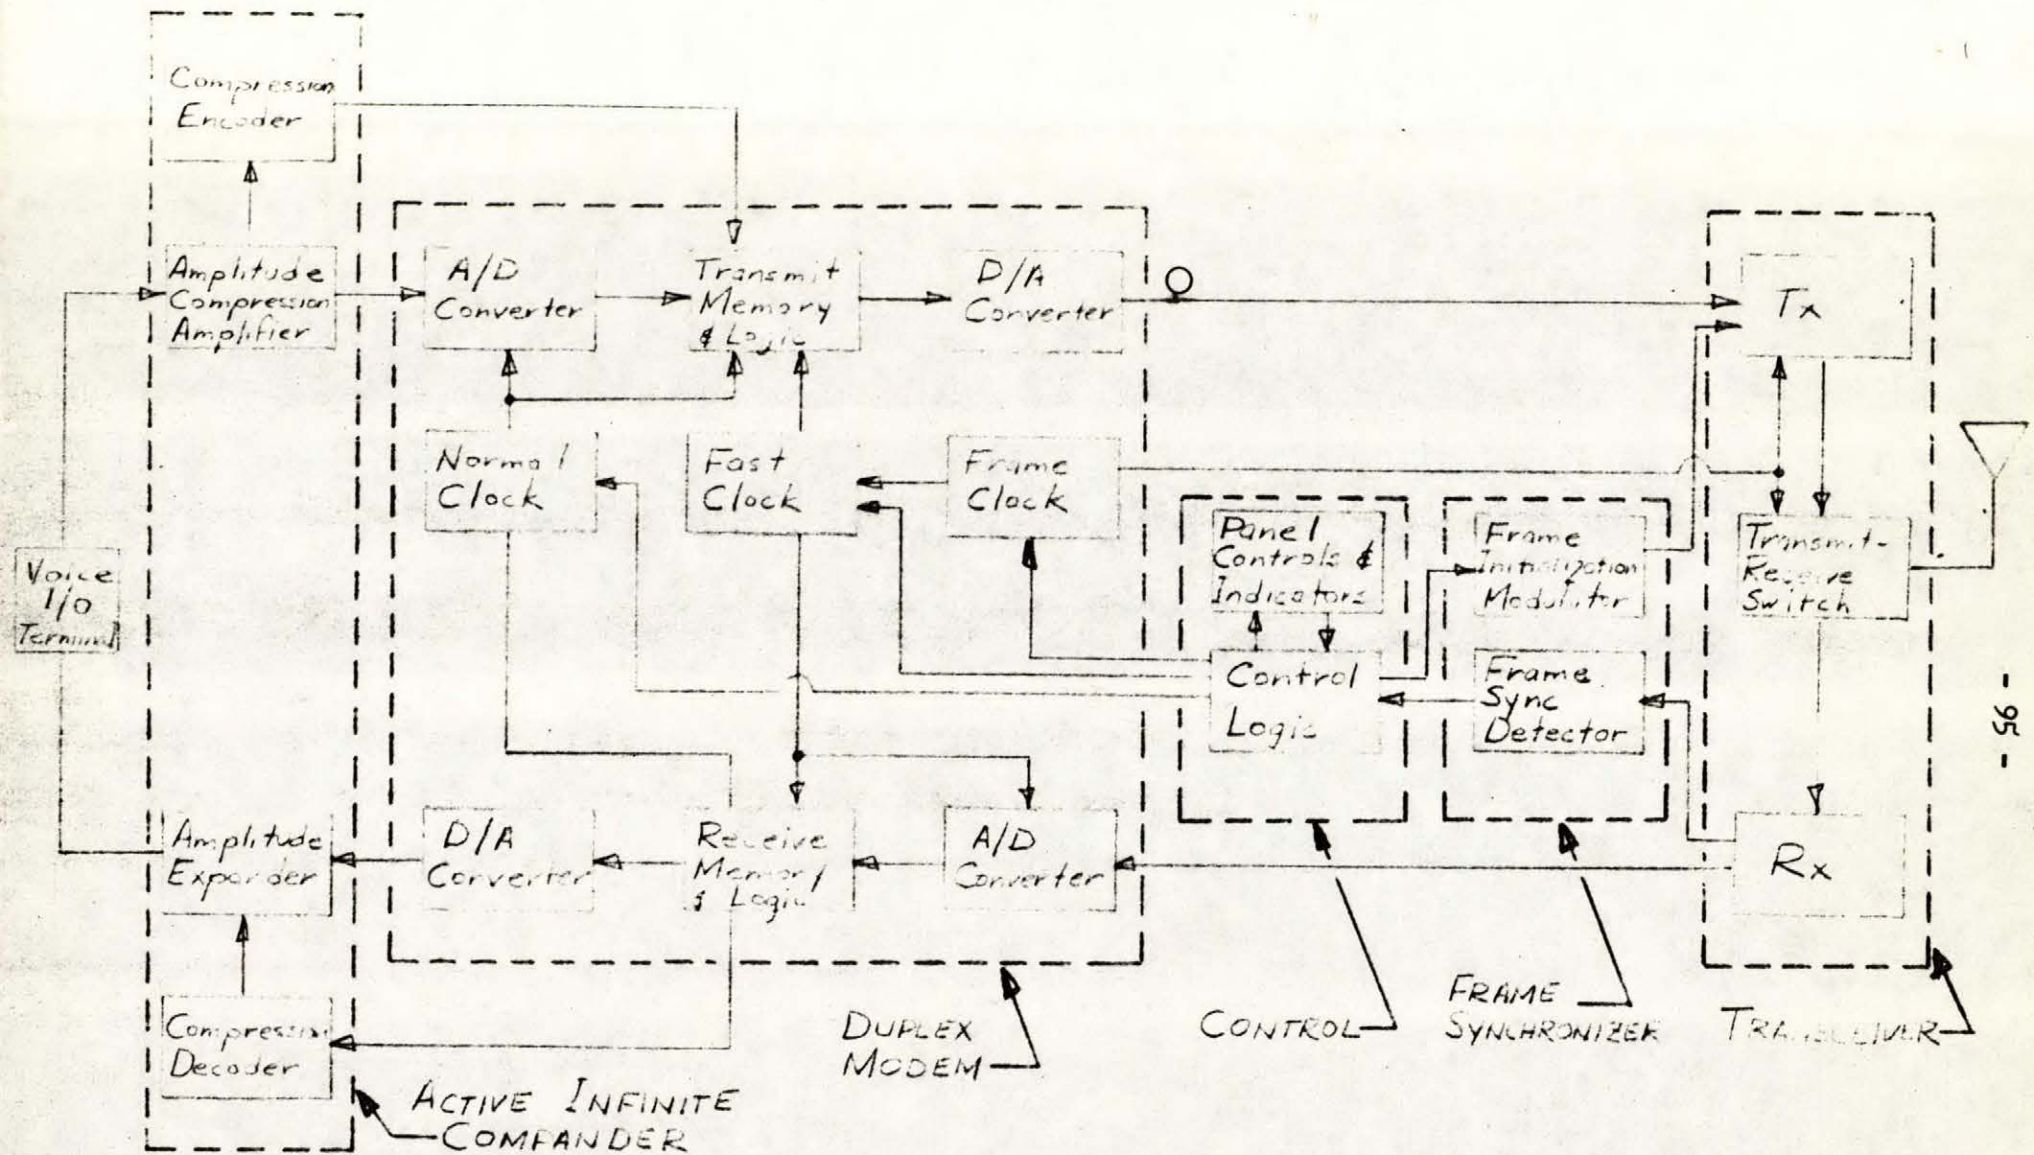 Compression
Encoder
Amplitude
Compression
Amplifier
A/D
Converter
Transmit
Memory
& Logic
D/A
Converter
Tx
Normal
Clock
Fast
Clock
Frame
Clock
Panel
Controls &
Indicators
Frame
Initialization
Modulator
Transmit-
Receive
Switch
Voice
I/O
Terminal
Control
Logic
Frame
Sync
Detector
Amplitude
Expander
D/A
Converter
Receive
Memory
& Logic
A/D
Converter
Rx
Compression
Decoder
ACTIVE INFINITE
COMPANDER
DUPLEX
MODEM
CONTROL
FRAME
SYNCHRONIZER
TRANSCEIVER
- 95 -